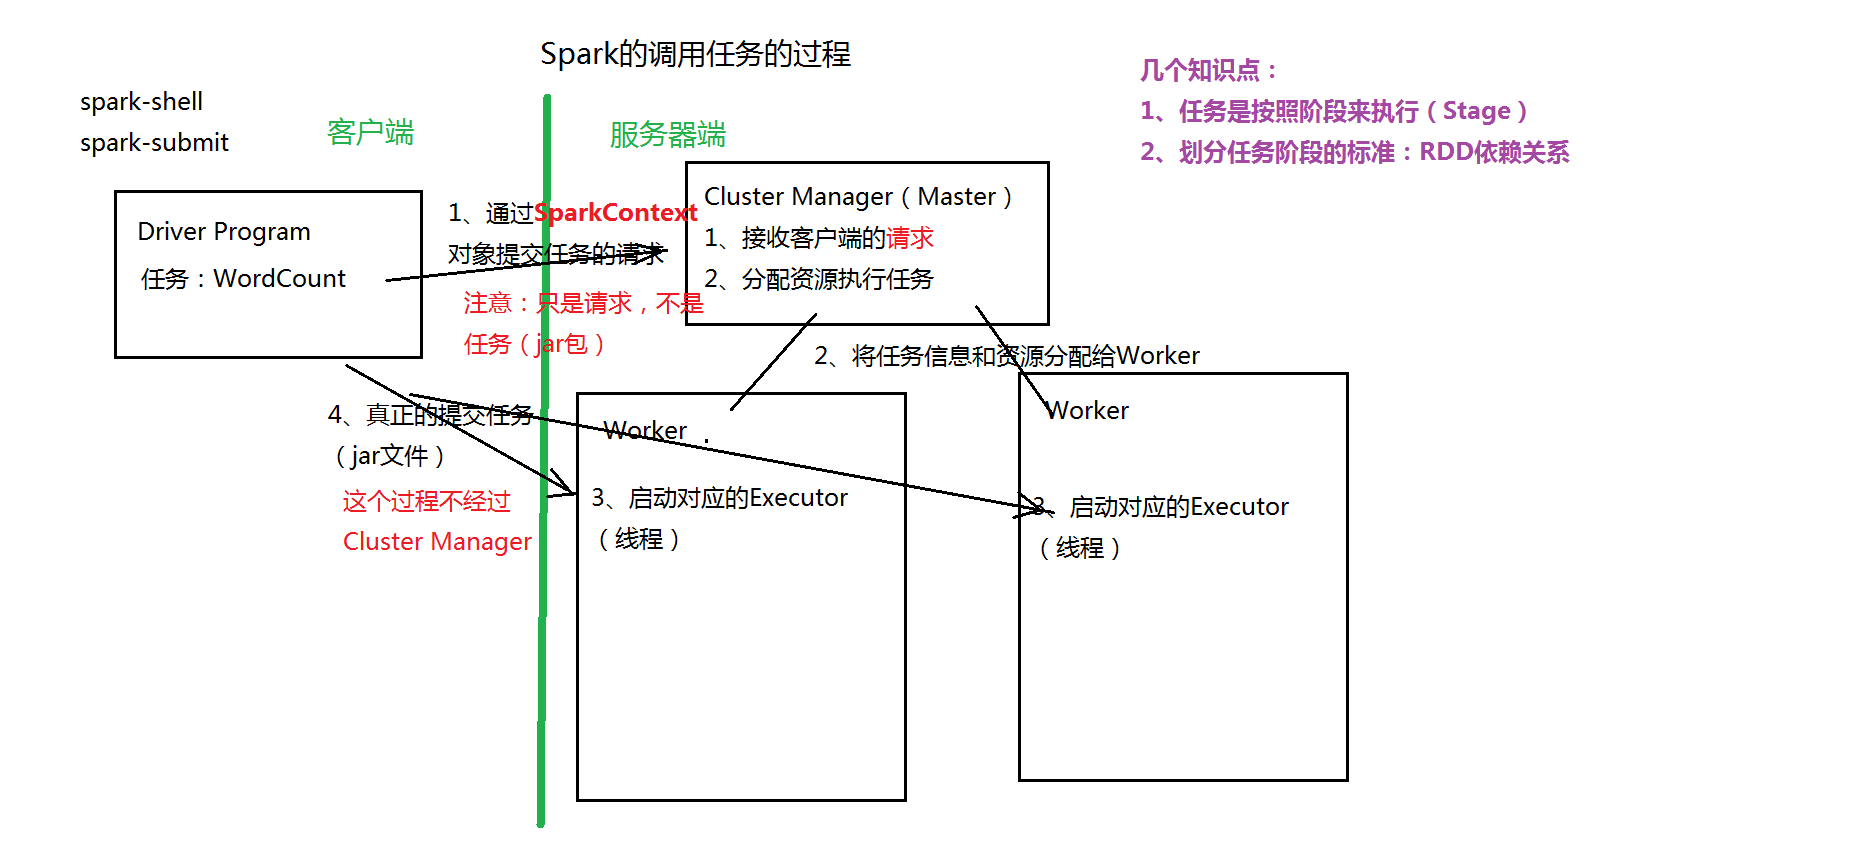 Spark的调用任务的过程
spark-shell
spark-submit
客户端
服务器端
几个知识点：
1、任务是按照阶段来执行（Stage）
2、划分任务阶段的标准：RDD依赖关系
Driver Program
任务：WordCount
1、通过SparkContext
对象提交任务的请求
注意：只是请求，不是
任务（jar包）
Cluster Manager（Master）
1、接收客户端的请求
2、分配资源执行任务
2、将任务信息和资源分配给Worker
4、真正的提交任务
（jar文件）
这个过程不经过
Cluster Manager
Worker .
3、启动对应的Executor
（线程）
Worker
3、启动对应的Executor
（线程）